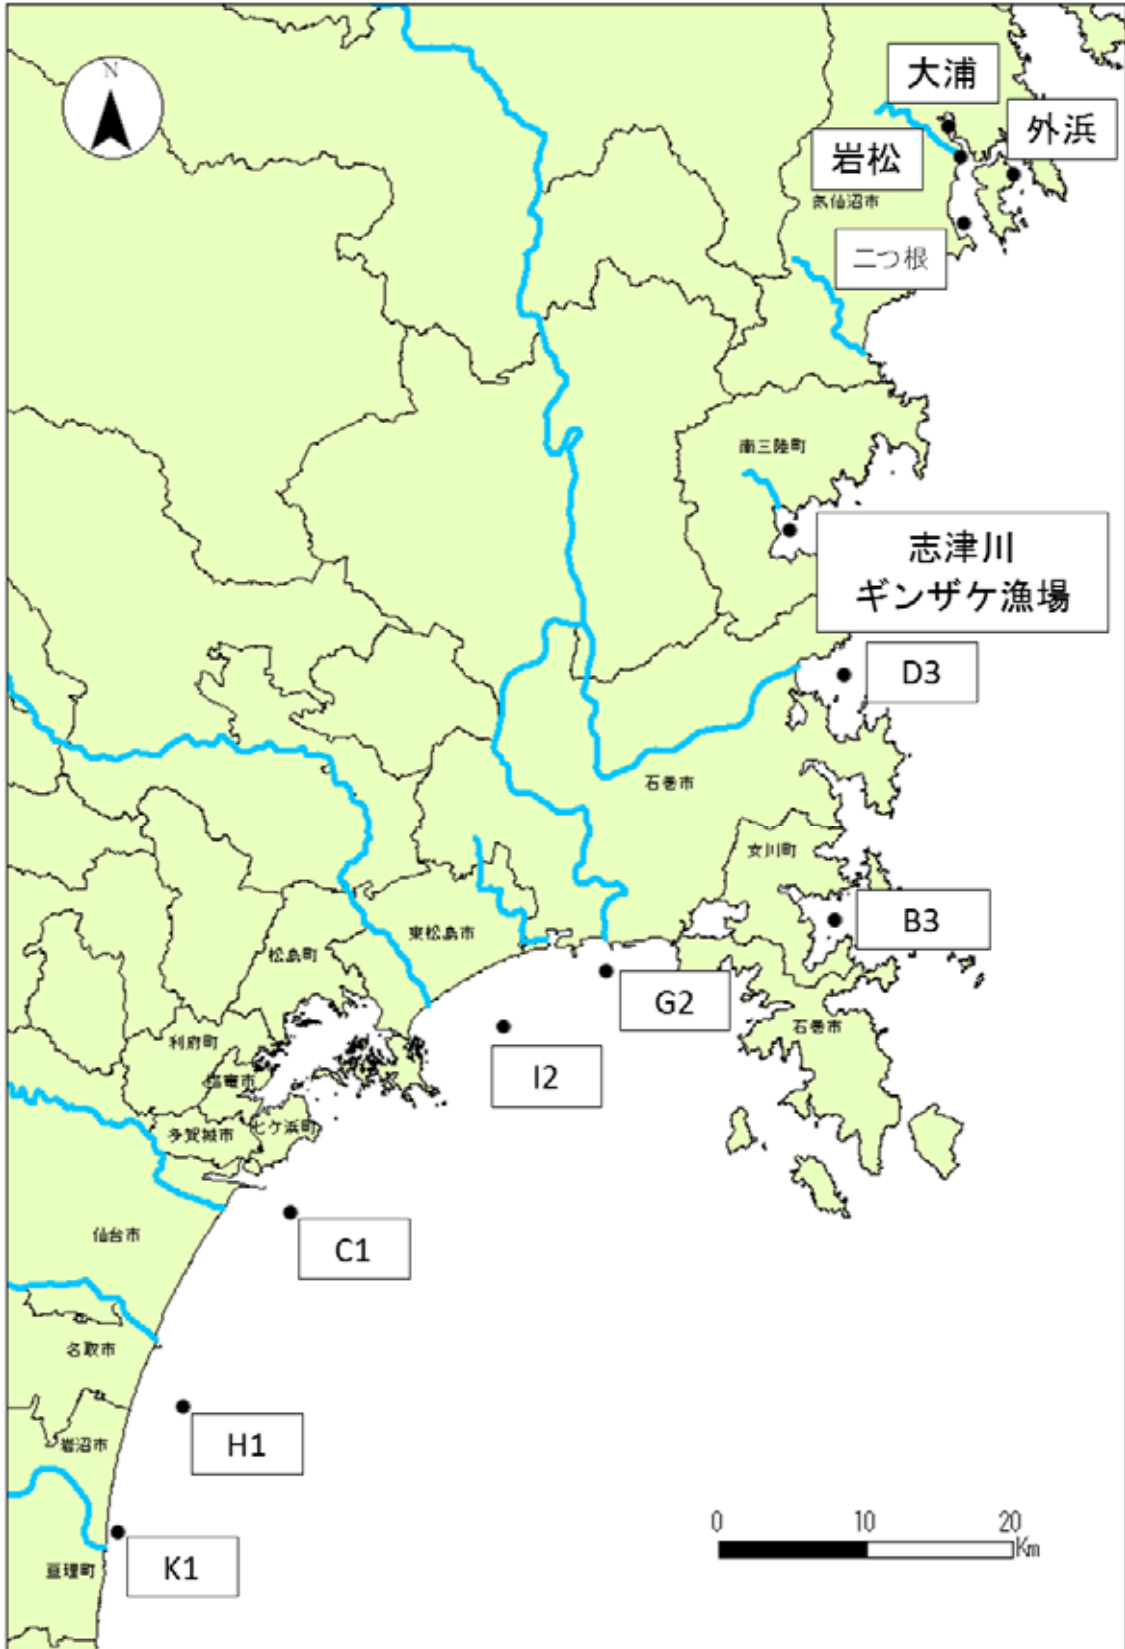 N
大浦
外浜
岩松
気仙沼市
二つ根
南三陸町
志津川
ギンザケ漁場
D3
石巻市
女川町
B3
東松島市
松島町
G2
石巻市
利府町
I2
塩竈市
七ケ浜町
多賀城市
仙台市
C1
名取市
H1
岩沼市
0
10
20
Km
K1
亘理町